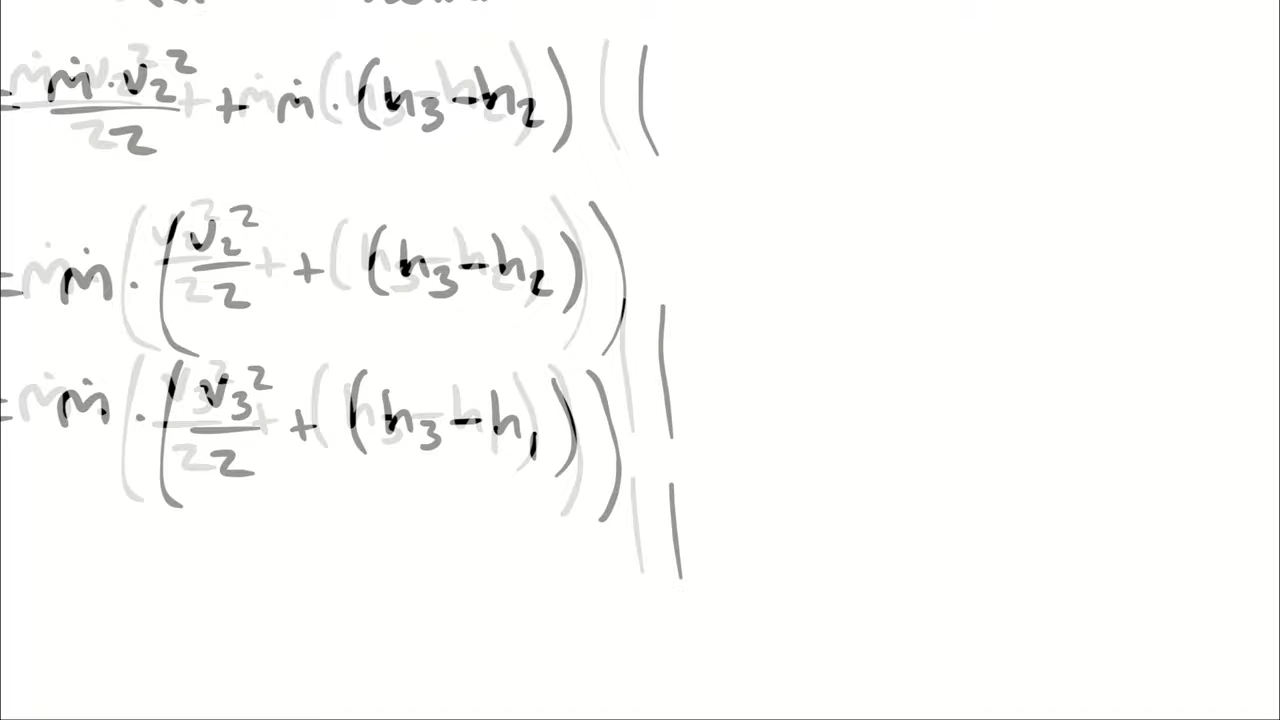 = ṁ · v₂² / 2 + ṁ · (h₃ - h₂)
= ṁ · (v₂² / 2 + (h₃ - h₂))
= ṁ · (v₃² / 2 + (h₃ - h₁))